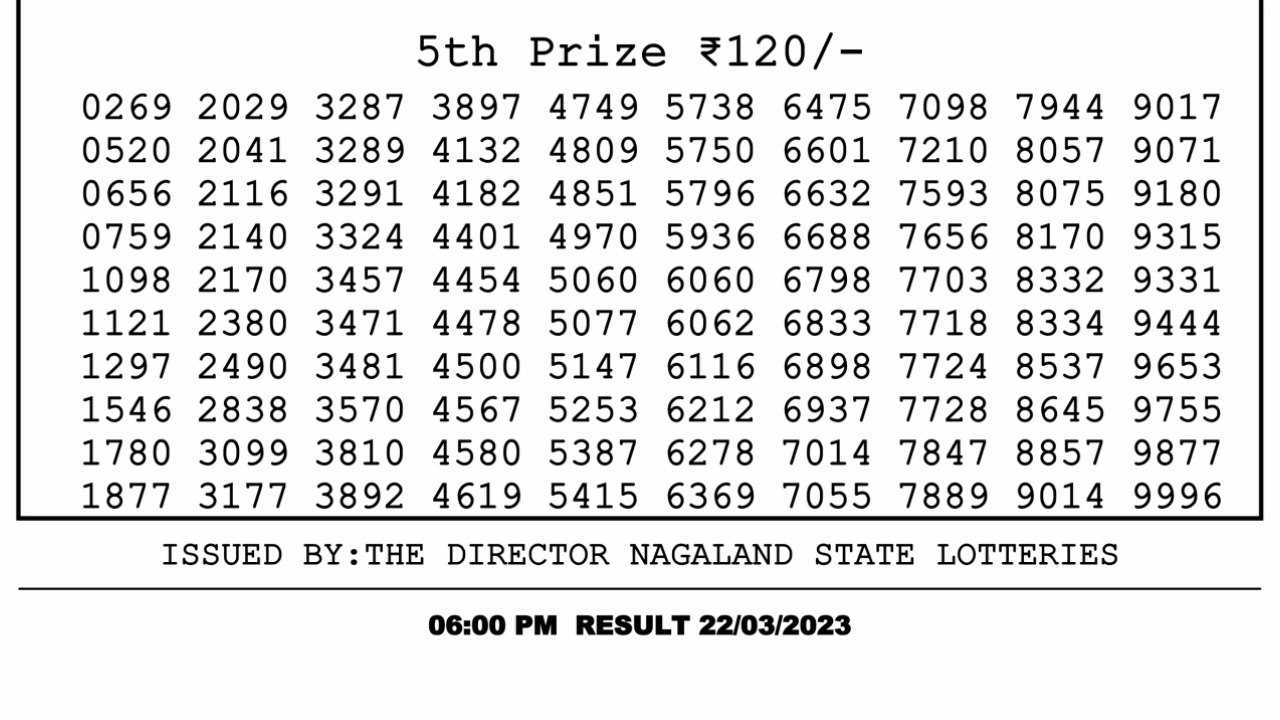 5th Prize ₹120/-
0269 2029 3287 3897 4749 5738 6475 7098 7944 9017
0520 2041 3289 4132 4809 5750 6601 7210 8057 9071
0656 2116 3291 4182 4851 5796 6632 7593 8075 9180
0759 2140 3324 4401 4970 5936 6688 7656 8170 9315
1098 2170 3457 4454 5060 6060 6798 7703 8332 9331
1121 2380 3471 4478 5077 6062 6833 7718 8334 9444
1297 2490 3481 4500 5147 6116 6898 7724 8537 9653
1546 2838 3570 4567 5253 6212 6937 7728 8645 9755
1780 3099 3810 4580 5387 6278 7014 7847 8857 9877
1877 3177 3892 4619 5415 6369 7055 7889 9014 9996
ISSUED BY:THE DIRECTOR NAGALAND STATE LOTTERIES
06:00 PM RESULT 22/03/2023